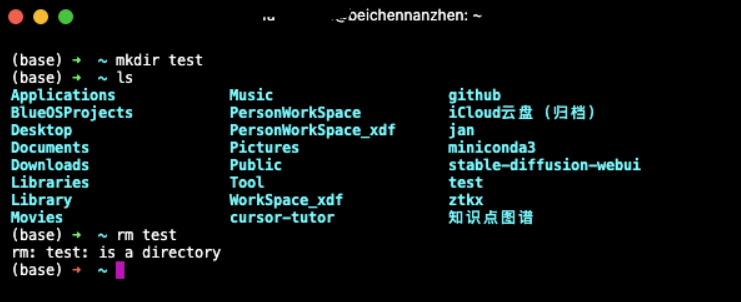 @beichennanzhen: ~
(base) ➜ ~ mkdir test
(base) ➜ ~ ls
Applications Music github
BlueOSProjects PersonWorkSpace iCloud云盘（归档）
Desktop PersonWorkSpace_xdf jan
Documents Pictures miniconda3
Downloads Public stable-diffusion-webui
Libraries Tool test
Library WorkSpace_xdf ztkx
Movies cursor-tutor 知识点图谱
(base) ➜ ~ rm test
rm: test: is a directory
(base) ➜ ~